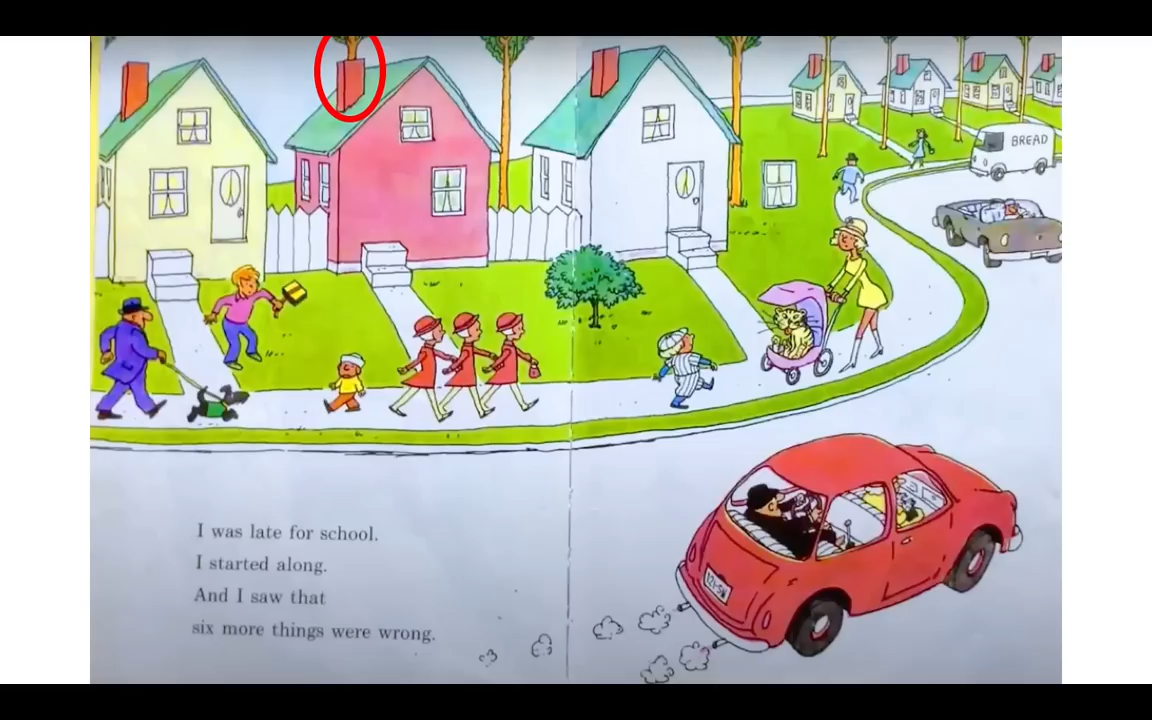 BREAD
I was late for school.
I started along.
And I saw that
six more things were wrong.